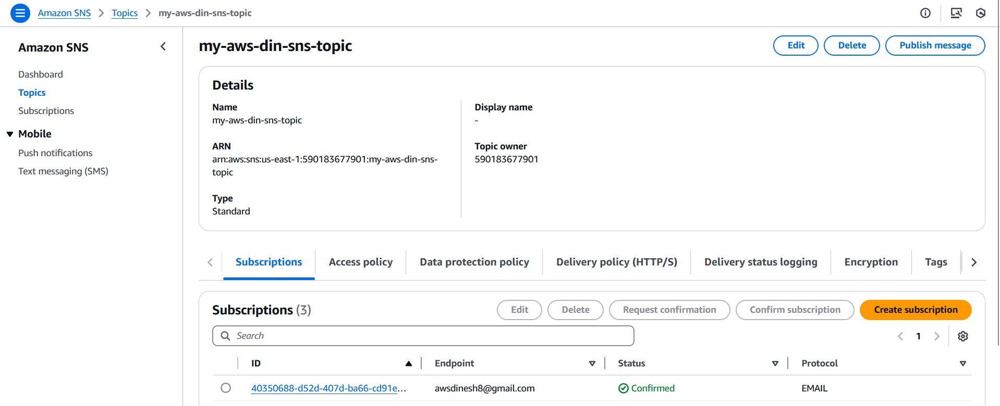 Amazon SNS > Topics > my-aws-din-sns-topic
Amazon SNS
Dashboard
Topics
Subscriptions
Mobile
Push notifications
Text messaging (SMS)
my-aws-din-sns-topic
Edit Delete Publish message
Details
Name
my-aws-din-sns-topic
ARN
arn:aws:sns:us-east-1:590183677901:my-aws-din-sns-
topic
Type
Standard
Display name
-
Topic owner
590183677901
Subscriptions Access policy Data protection policy Delivery policy (HTTP/S) Delivery status logging Encryption Tags
Subscriptions (3)
Edit Delete Request confirmation Confirm subscription Create subscription
Search
1
ID Endpoint Status Protocol
40350688-d52d-407d-ba66-cd91e... awsdinesh8@gmail.com Confirmed EMAIL